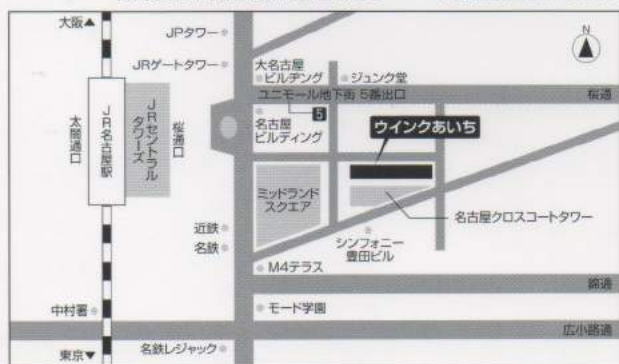 大阪▲
JPタワー
JRゲートタワー
大名古屋
ビルヂング
ジュンク堂
N
ユニモール地下街 5番出口
桜通
5
名古屋
ビルディング
ウインクあいち
太閤通口
JR名古屋駅
JRセントラル
タワーズ
桜通口
ミッドランド
スクエア
名古屋クロスコートタワー
近鉄
名鉄
シンフォニー
豊田ビル
M4テラス
錦通
中村署
モード学園
広小路通
東京▼
名鉄レジャック